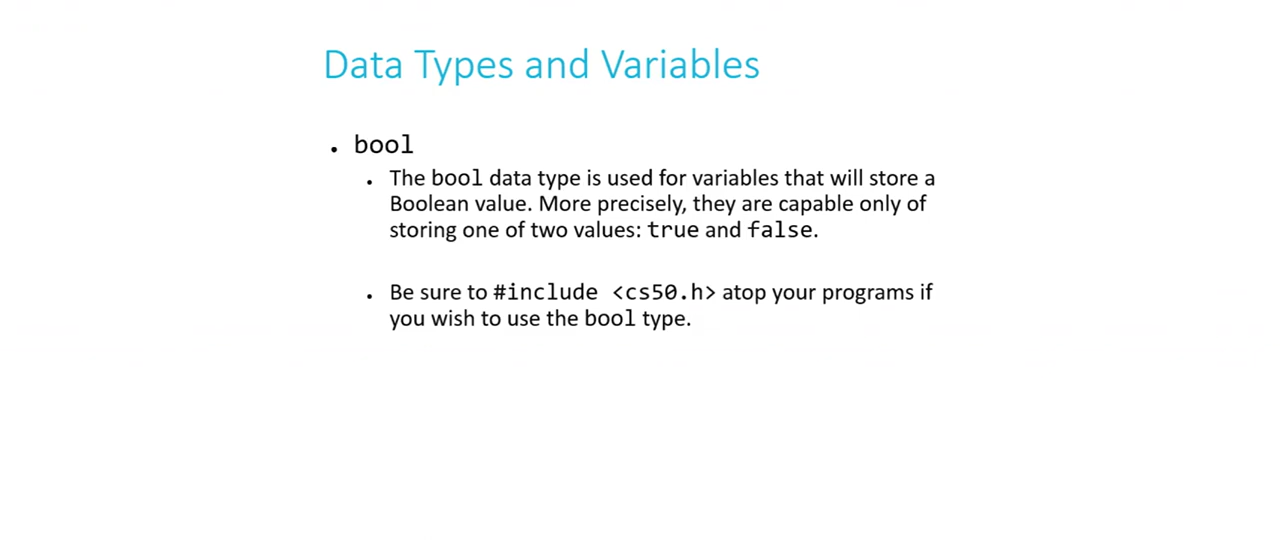 Data Types and Variables
• bool
• The bool data type is used for variables that will store a
Boolean value. More precisely, they are capable only of
storing one of two values: true and false.
• Be sure to #include <cs50.h> atop your programs if
you wish to use the bool type.